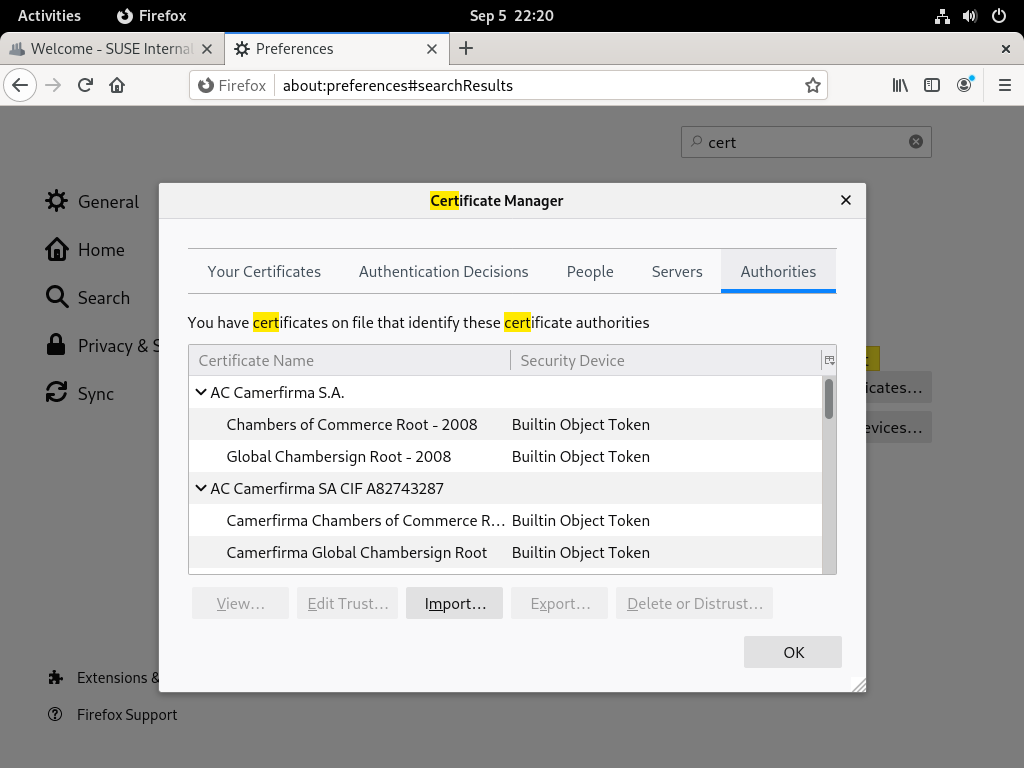 Activities
Firefox
Sep 5 22:20
Welcome - SUSE Interna
Preferences
Firefox
about:preferences#searchResults
cert
General
Home
Search
Privacy & S
Sync
Extensions &
Firefox Support
Certificate Manager
Your Certificates
Authentication Decisions
People
Servers
Authorities
You have certificates on file that identify these certificate authorities
Certificate Name
Security Device
AC Camerfirma S.A.
Chambers of Commerce Root - 2008
Builtin Object Token
Global Chambersign Root - 2008
Builtin Object Token
AC Camerfirma SA CIF A82743287
Camerfirma Chambers of Commerce R…
Builtin Object Token
Camerfirma Global Chambersign Root
Builtin Object Token
View…
Edit Trust…
Import…
Export…
Delete or Distrust…
OK
icates…
evices…